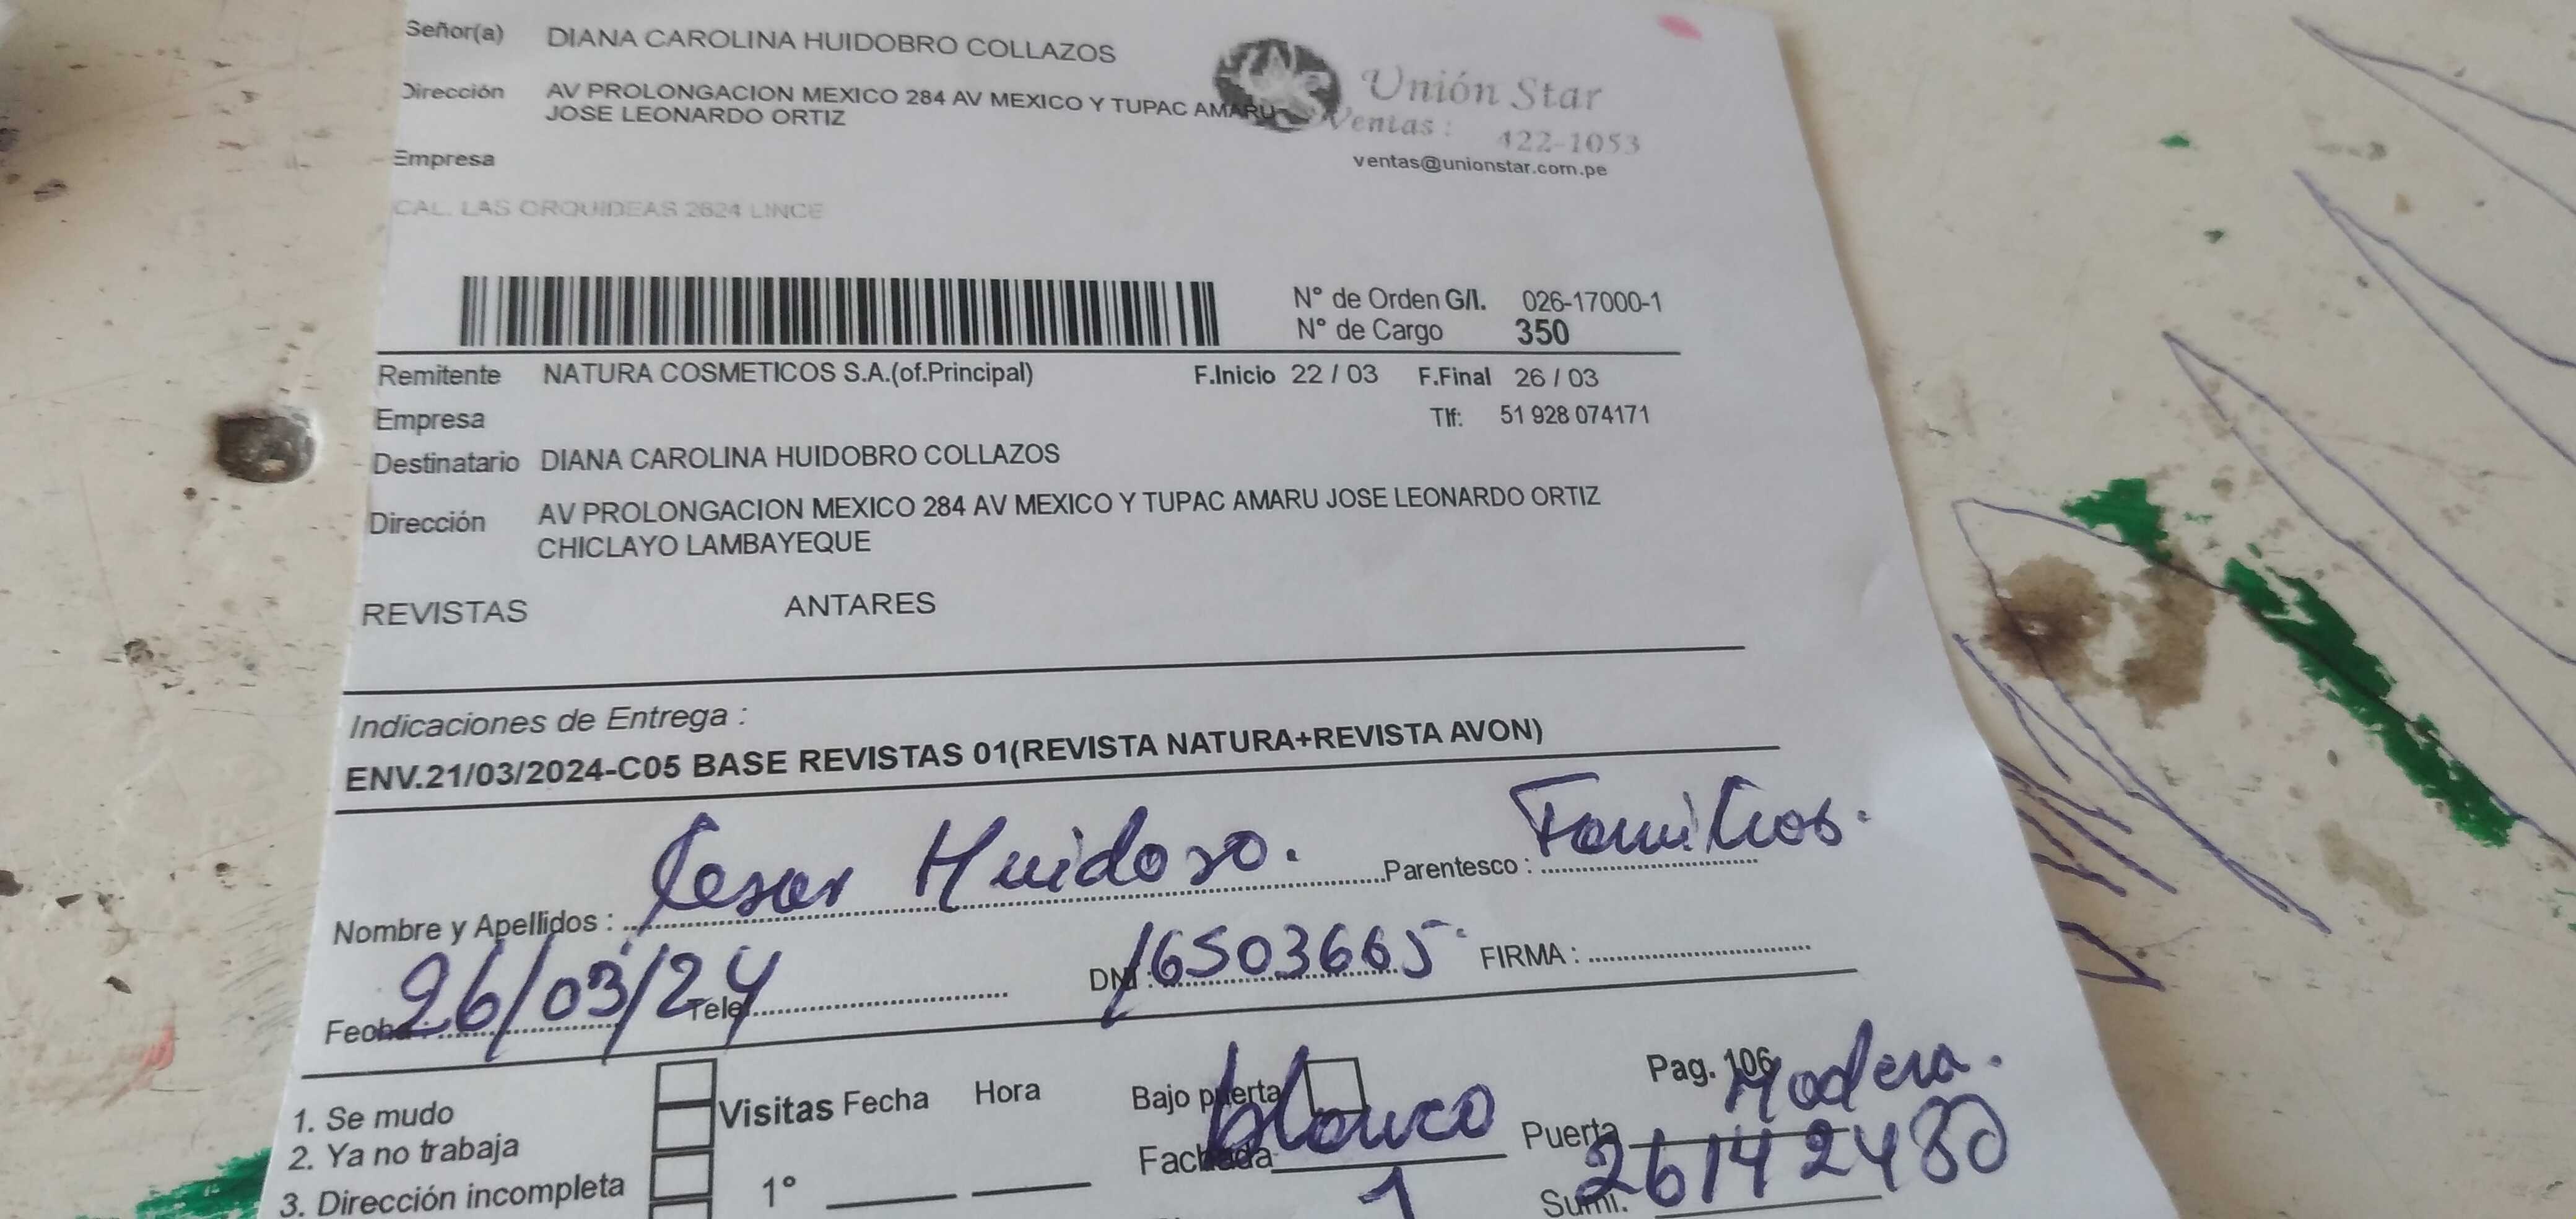 Señor(a) DIANA CAROLINA HUIDOBRO COLLAZOS
Unión Star
Dirección AV PROLONGACION MEXICO 284 AV MEXICO Y TUPAC AMARU
JOSE LEONARDO ORTIZ
Ventas : 422-1053
Empresa
ventas@unionstar.com.pe
CAL. LAS ORQUIDEAS 2624 LINCE
N° de Orden G/I. 026-17000-1
N° de Cargo 350
Remitente NATURA COSMETICOS S.A.(of.Principal) F.Inicio 22 / 03 F.Final 26 / 03
Empresa Tlf: 51 928 074171
Destinatario DIANA CAROLINA HUIDOBRO COLLAZOS
Dirección AV PROLONGACION MEXICO 284 AV MEXICO Y TUPAC AMARU JOSE LEONARDO ORTIZ
CHICLAYO LAMBAYEQUE
REVISTAS ANTARES
Indicaciones de Entrega :
ENV.21/03/2024-C05 BASE REVISTAS 01(REVISTA NATURA+REVISTA AVON)
Nombre y Apellidos : Cesar Huidoro. Parentesco :
Fecha : 26/03/24 Tele DNI : 16503665 FIRMA :
1. Se mudo
2. Ya no trabaja
3. Dirección incompleta
Visitas Fecha Hora
1°
Bajo puerta Pag. 106
Fachada blanco Puerta Madera.
1 Sumi. 26142480